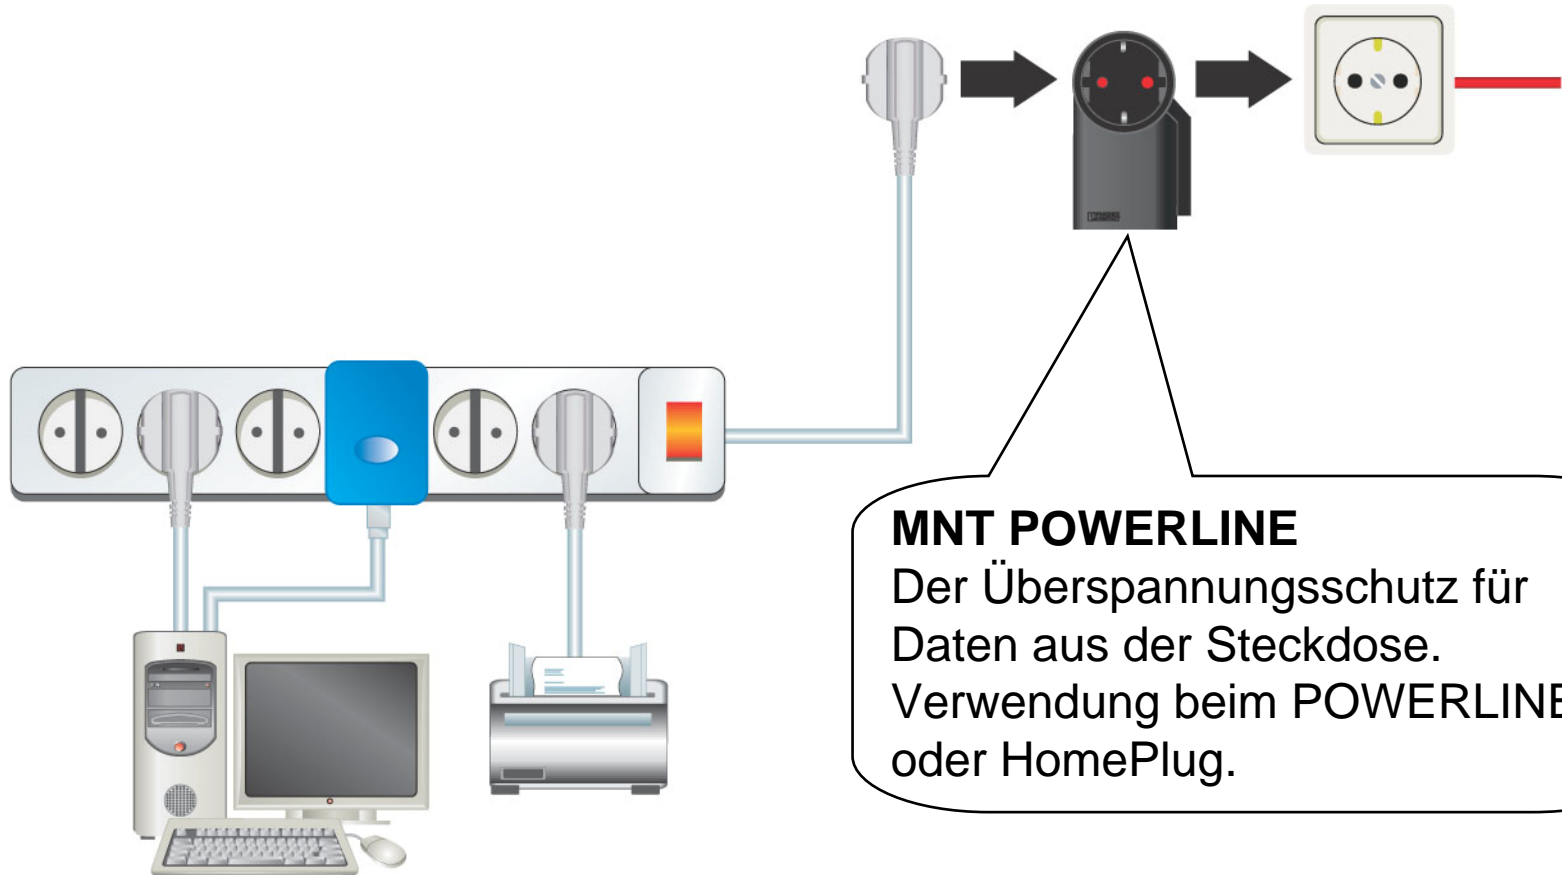 MNT POWERLINE
Der Überspannungsschutz für
Daten aus der Steckdose.
Verwendung beim POWERLINE
oder HomePlug.